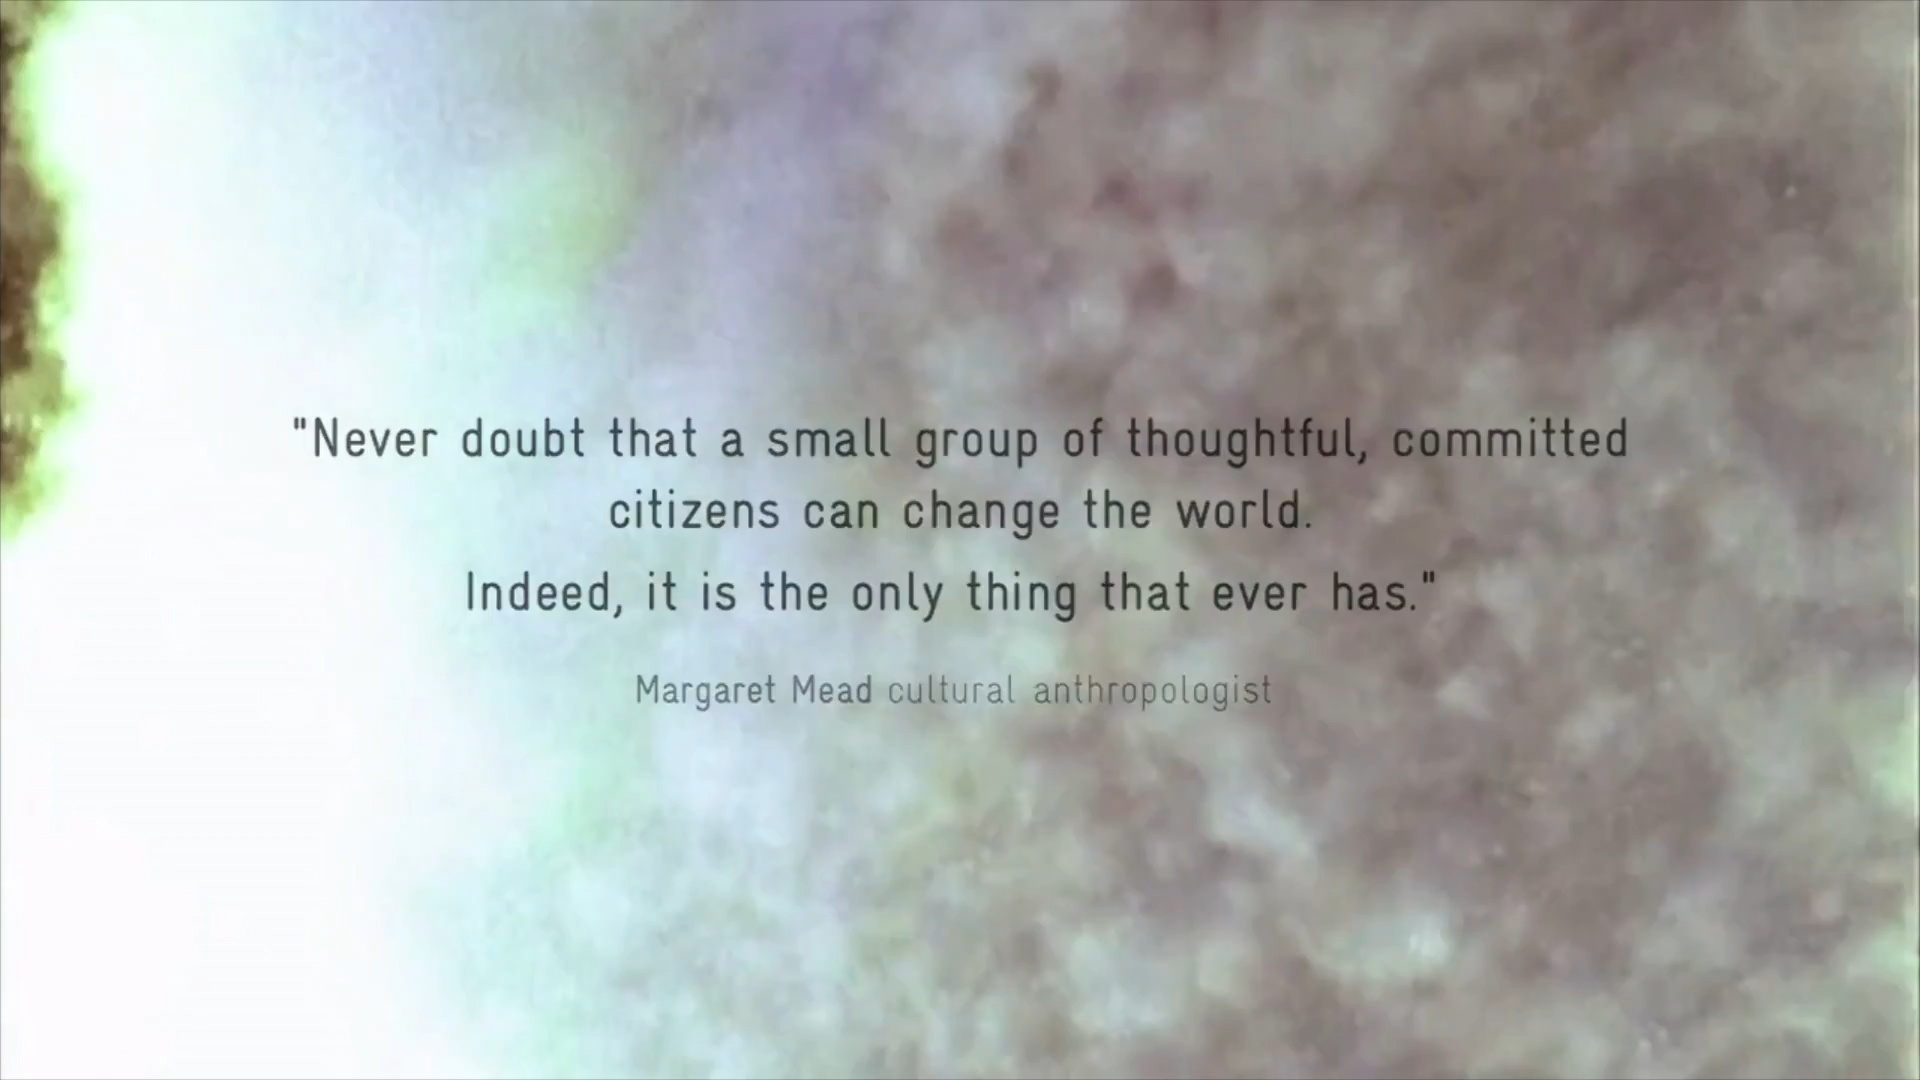 "Never doubt that a small group of thoughtful, committed
citizens can change the world.
Indeed, it is the only thing that ever has."
Margaret Mead cultural anthropologist